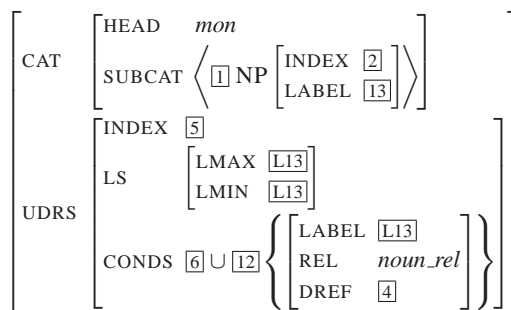 HEAD mon
CAT
SUBCAT ⟨ 1 NP [ INDEX 2
LABEL 13 ] ⟩
INDEX 5
LS [ LMAX L13
LMIN L13 ]
UDRS
CONDS 6 ∪ 12 { [ LABEL L13
REL noun_rel
DREF 4 ] }